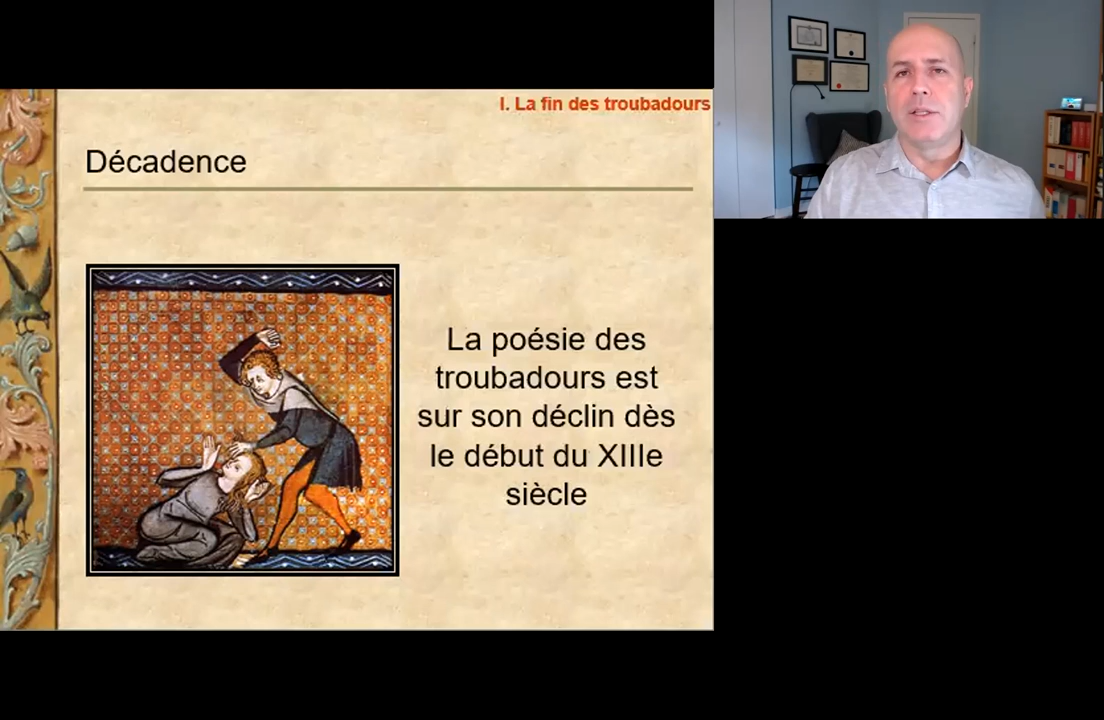 I. La fin des troubadours
Décadence
La poésie des
troubadours est
sur son déclin dès
le début du XIIIe
siècle